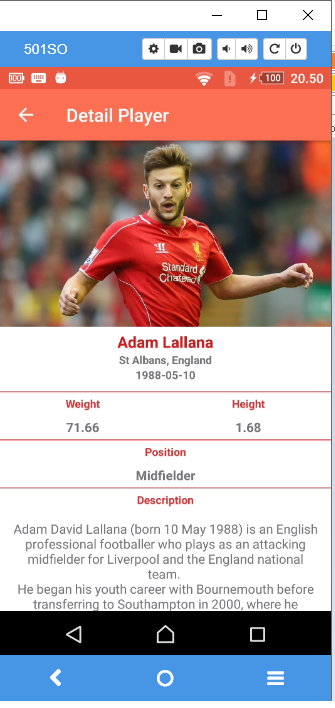 501SO
100
100 20.50
Detail Player
Standard
Chartered
Adam Lallana
St Albans, England
1988-05-10
Weight
Height
71.66
1.68
Position
Midfielder
Description
Adam David Lallana (born 10 May 1988) is an English
professional footballer who plays as an attacking
midfielder for Liverpool and the England national
team.
He began his youth career with Bournemouth before
transferring to Southampton in 2000, where he